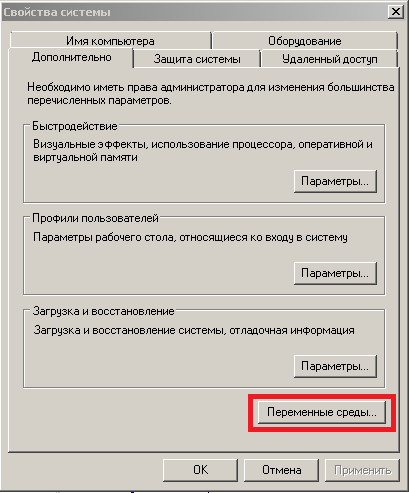 Свойства системы
Имя компьютера
Оборудование
Дополнительно
Защита системы
Удаленный доступ
Необходимо иметь права администратора для изменения большинства
перечисленных параметров.
Быстродействие
Визуальные эффекты, использование процессора, оперативной и
виртуальной памяти
Параметры...
Профили пользователей
Параметры рабочего стола, относящиеся ко входу в систему
Параметры...
Загрузка и восстановление
Загрузка и восстановление системы, отладочная информация
Параметры...
Переменные среды...
OK
Отмена
Применить